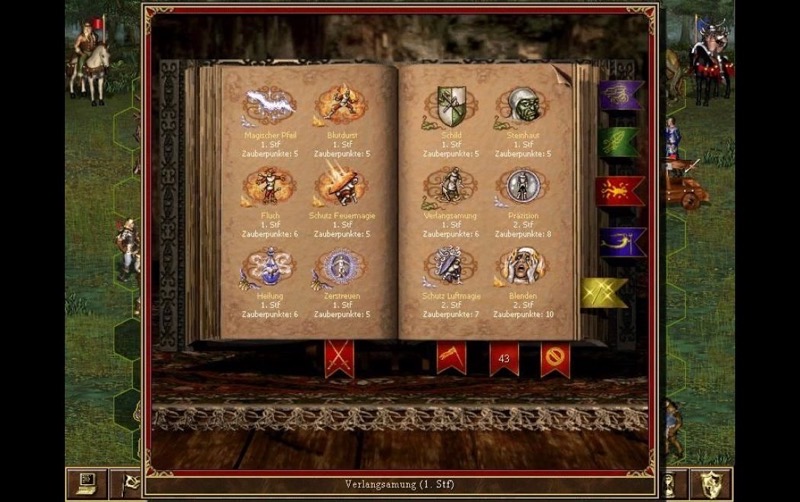 Magischer Pfeil
1. Stf
Zauberpunkte: 5
Blutdurst
1. Stf
Zauberpunkte: 5
Fluch
1. Stf
Zauberpunkte: 6
Schutz Feuermagie
1. Stf
Zauberpunkte: 5
Heilung
1. Stf
Zauberpunkte: 6
Zerstreuen
1. Stf
Zauberpunkte: 5
Schild
1. Stf
Zauberpunkte: 5
Steinhaut
1. Stf
Zauberpunkte: 5
Verlangsamung
1. Stf
Zauberpunkte: 6
Präzision
2. Stf
Zauberpunkte: 8
Schutz Luftmagie
2. Stf
Zauberpunkte: 7
Blenden
2. Stf
Zauberpunkte: 10
43
Verlangsamung (1. Stf)